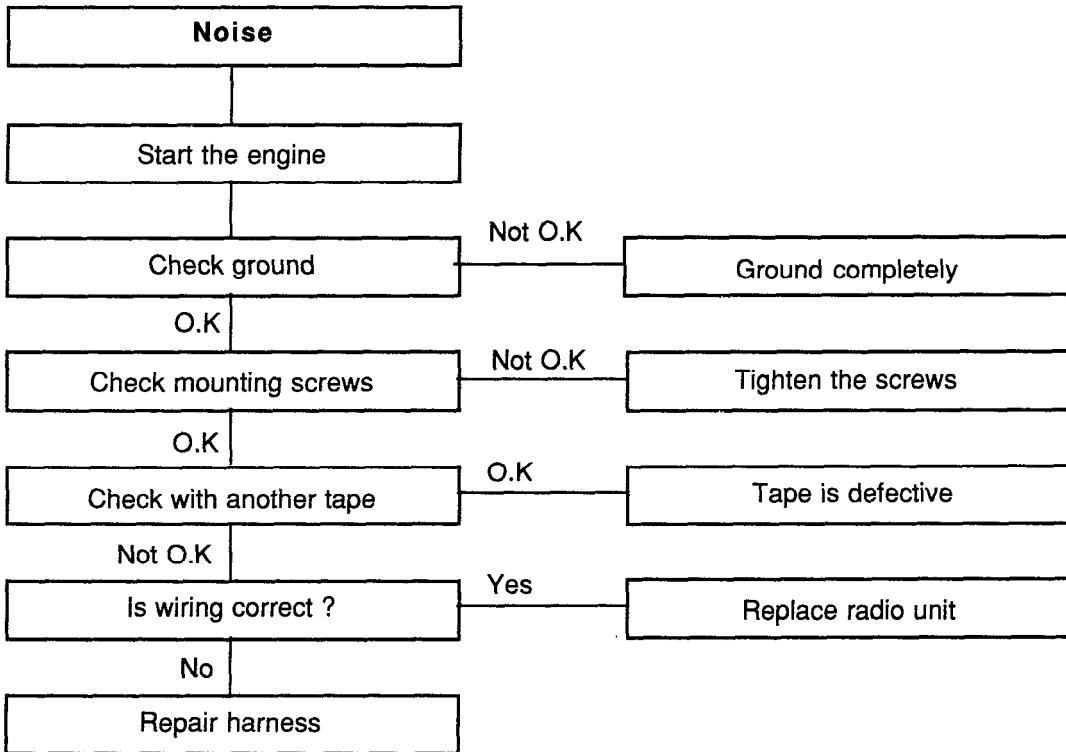 Noise
Start the engine
Not O.K
Check ground
Ground completely
O.K
Not O.K
Check mounting screws
Tighten the screws
O.K
O.K
Check with another tape
Tape is defective
Not O.K
Yes
Is wiring correct ?
Replace radio unit
No
Repair harness